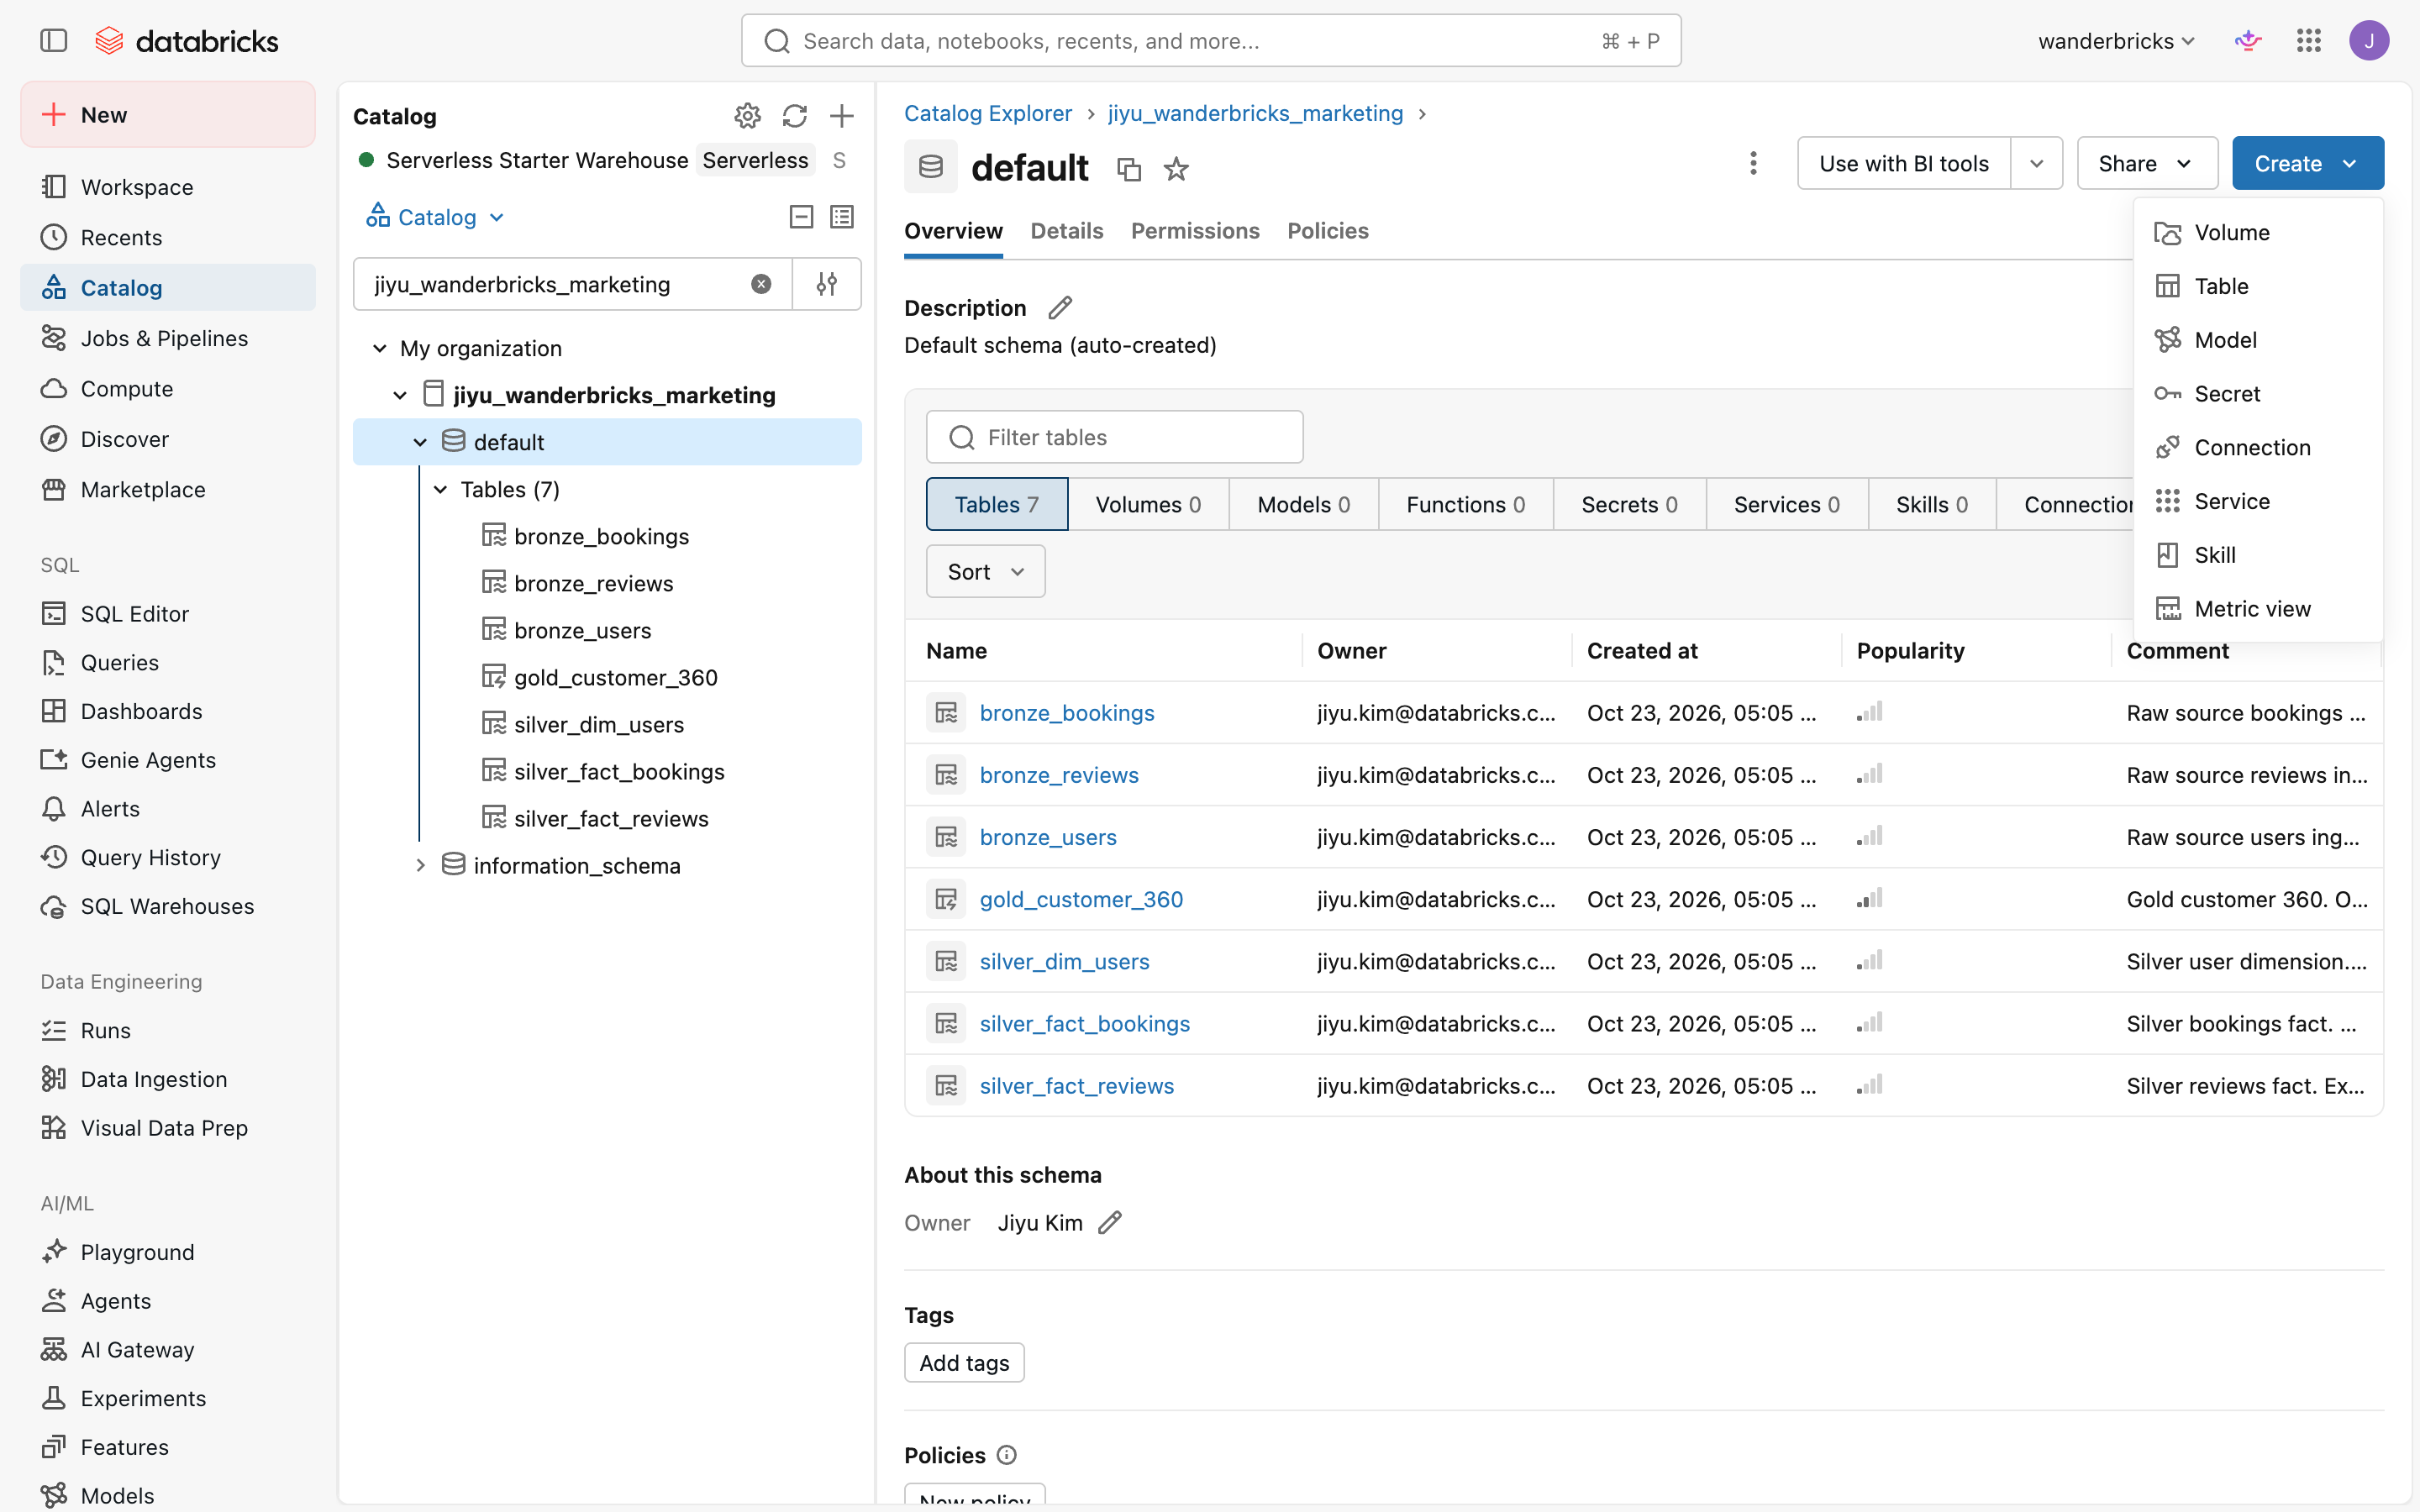 databricks
Search data, notebooks, recents, and more...
⌘ + P
wanderbricks
J
New
Workspace
Recents
Catalog
Jobs & Pipelines
Compute
Discover
Marketplace
SQL
SQL Editor
Queries
Dashboards
Genie Agents
Alerts
Query History
SQL Warehouses
Data Engineering
Runs
Data Ingestion
Visual Data Prep
AI/ML
Playground
Agents
AI Gateway
Experiments
Features
Models
Catalog
Serverless Starter Warehouse Serverless S
Catalog
jiyu_wanderbricks_marketing
My organization
jiyu_wanderbricks_marketing
default
Tables (7)
bronze_bookings
bronze_reviews
bronze_users
gold_customer_360
silver_dim_users
silver_fact_bookings
silver_fact_reviews
information_schema
Catalog Explorer › jiyu_wanderbricks_marketing ›
default
Use with BI tools
Share
Create
Volume
Table
Model
Secret
Connection
Service
Skill
Metric view
Overview Details Permissions Policies
Description
Default schema (auto-created)
Filter tables
Tables 7 Volumes 0 Models 0 Functions 0 Secrets 0 Services 0 Skills 0 Connection
Sort
Name Owner Created at Popularity Comment
bronze_bookings jiyu.kim@databricks.c... Oct 23, 2026, 05:05 ... Raw source bookings ...
bronze_reviews jiyu.kim@databricks.c... Oct 23, 2026, 05:05 ... Raw source reviews in...
bronze_users jiyu.kim@databricks.c... Oct 23, 2026, 05:05 ... Raw source users ing...
gold_customer_360 jiyu.kim@databricks.c... Oct 23, 2026, 05:05 ... Gold customer 360. O...
silver_dim_users jiyu.kim@databricks.c... Oct 23, 2026, 05:05 ... Silver user dimension....
silver_fact_bookings jiyu.kim@databricks.c... Oct 23, 2026, 05:05 ... Silver bookings fact. ...
silver_fact_reviews jiyu.kim@databricks.c... Oct 23, 2026, 05:05 ... Silver reviews fact. Ex...
About this schema
Owner Jiyu Kim
Tags
Add tags
Policies
New policy